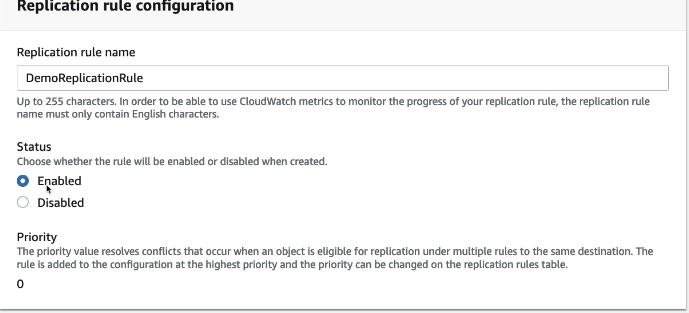 Replication rule configuration
Replication rule name
DemoReplicationRule
Up to 255 characters. In order to be able to use CloudWatch metrics to monitor the progress of your replication rule, the replication rule
name must only contain English characters.
Status
Choose whether the rule will be enabled or disabled when created.
Enabled
Disabled
Priority
The priority value resolves conflicts that occur when an object is eligible for replication under multiple rules to the same destination. The
rule is added to the configuration at the highest priority and the priority can be changed on the replication rules table.
0